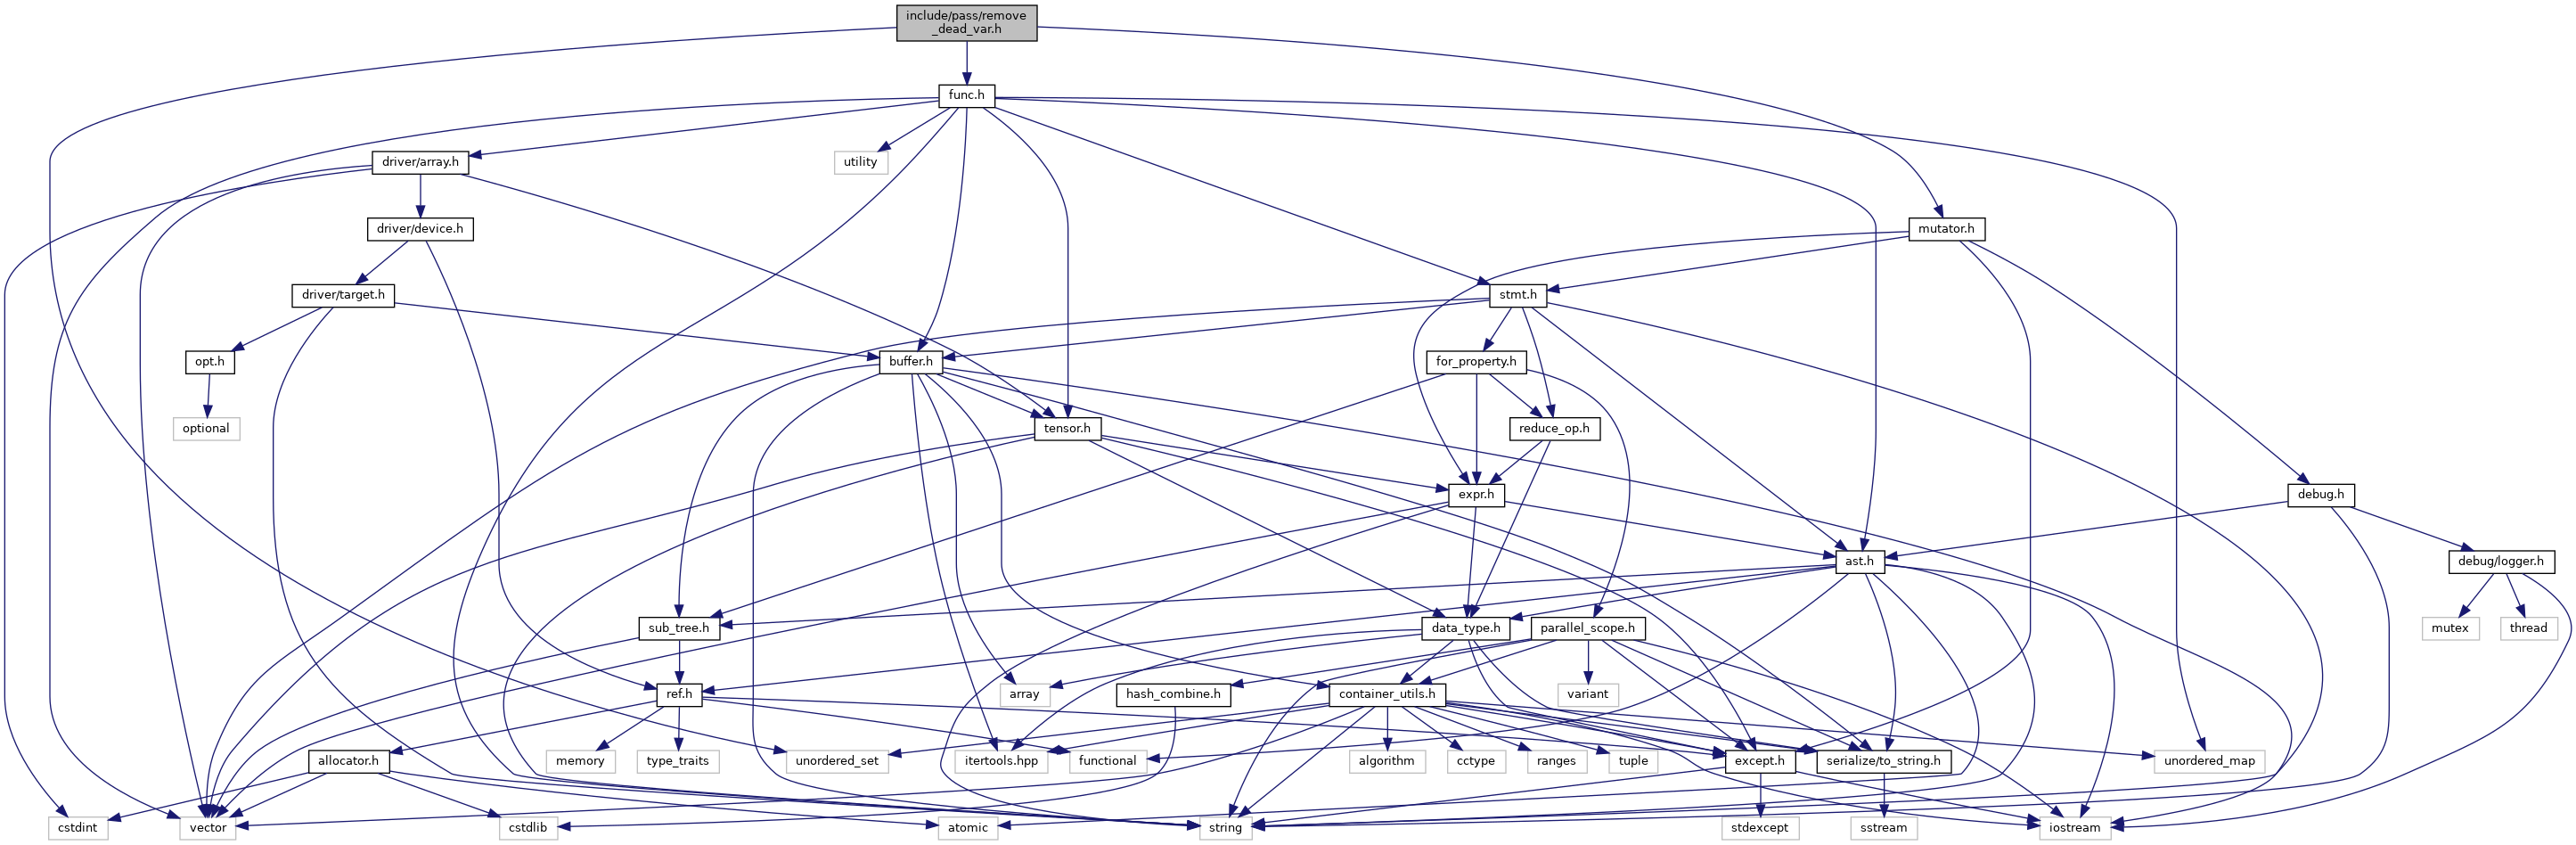 include/pass/remove
_dead_var.h
func.h
driver/array.h
utility
driver/device.h
mutator.h
driver/target.h
stmt.h
opt.h
buffer.h
for_property.h
optional
tensor.h
reduce_op.h
expr.h
debug.h
ast.h
debug/logger.h
sub_tree.h
data_type.h
parallel_scope.h
mutex
thread
ref.h
array
hash_combine.h
container_utils.h
variant
allocator.h
memory
type_traits
unordered_set
itertools.hpp
functional
algorithm
cctype
ranges
tuple
except.h
serialize/to_string.h
unordered_map
cstdint
vector
cstdlib
atomic
string
stdexcept
sstream
iostream